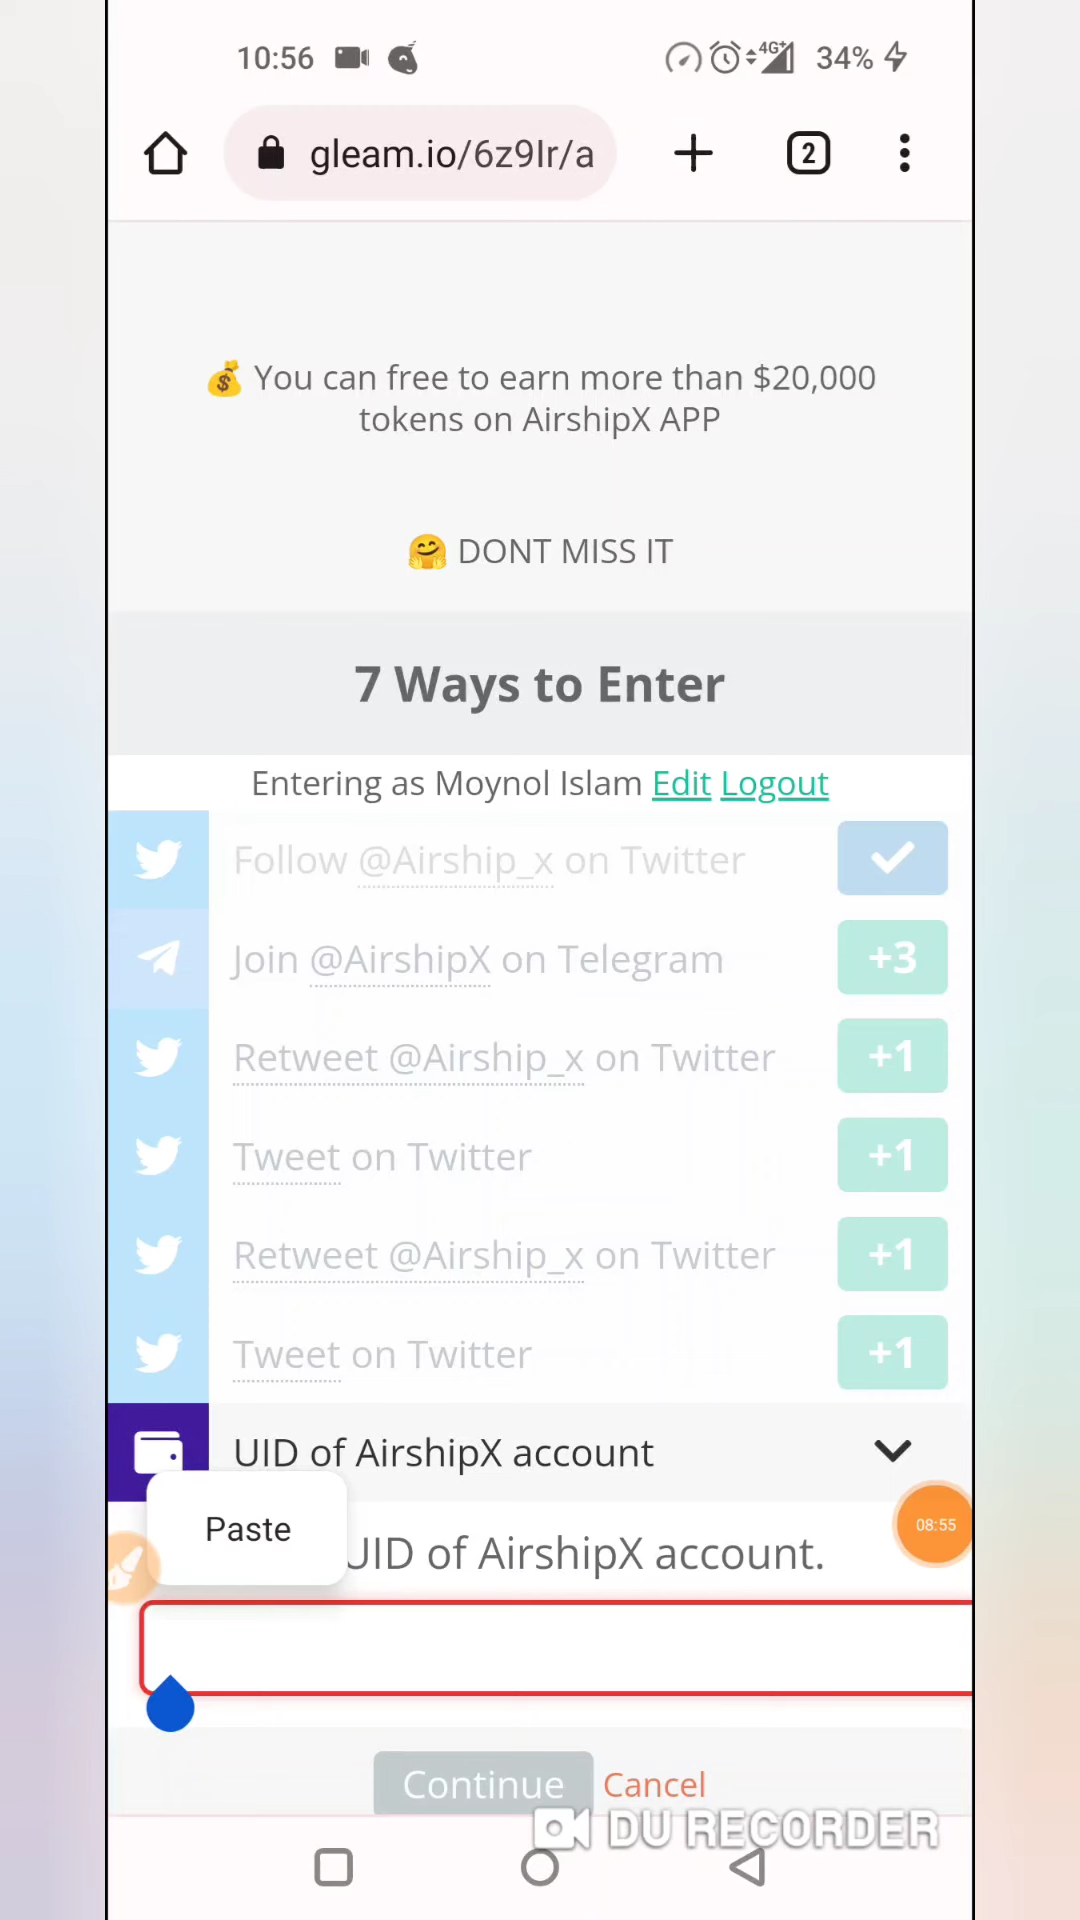 10:56 4G+ 34%
gleam.io/6z9Ir/a 2
💰 You can free to earn more than $20,000
tokens on AirshipX APP
🤗 DONT MISS IT
7 Ways to Enter
Entering as Moynol Islam Edit Logout
Follow @Airship_x on Twitter
Join @AirshipX on Telegram +3
Retweet @Airship_x on Twitter +1
Tweet on Twitter +1
Retweet @Airship_x on Twitter +1
Tweet on Twitter +1
UID of AirshipX account
Paste
08:55
UID of AirshipX account.
Continue Cancel
DU RECORDER